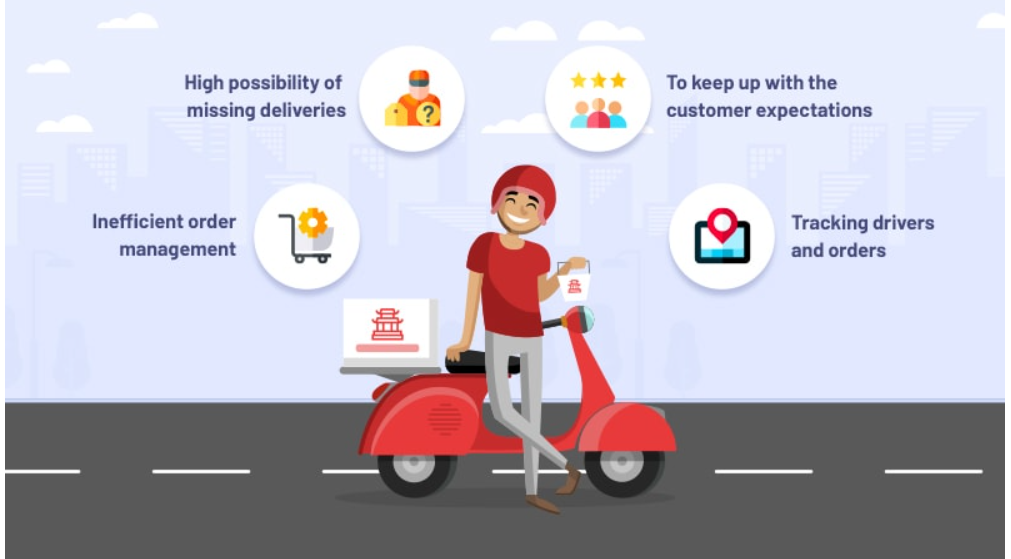 High possibility of
missing deliveries
To keep up with the
customer expectations
Inefficient order
management
Tracking drivers
and orders
?